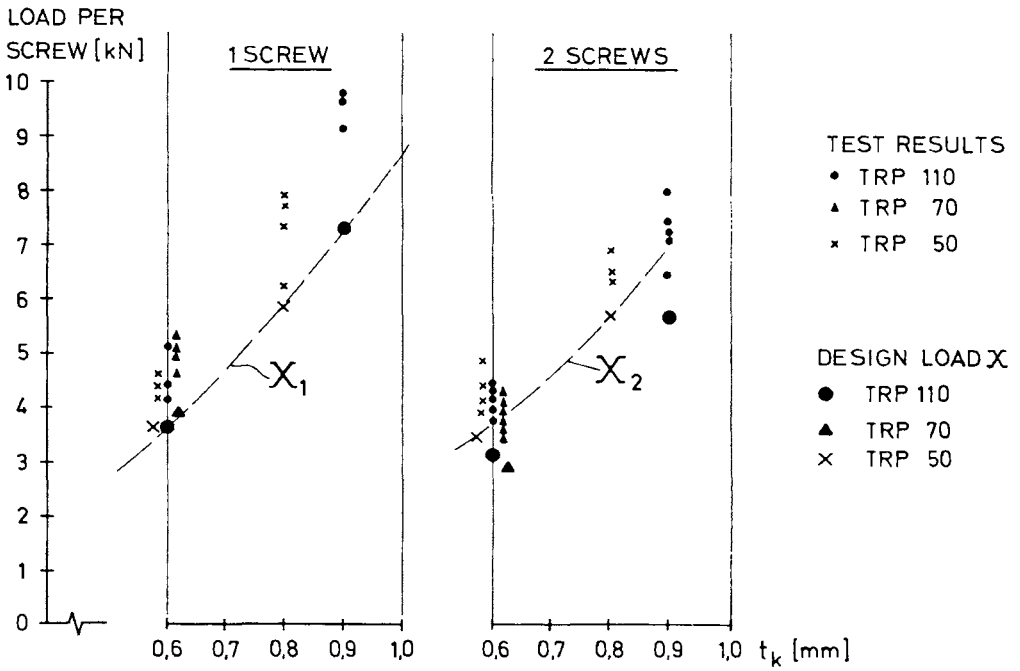 LOAD PER
SCREW [kN]
1 SCREW
2 SCREWS
10
9
8
7
6
5
4
3
2
1
0
X1
X2
TEST RESULTS
TRP 110
TRP 70
TRP 50
DESIGN LOAD X
TRP 110
TRP 70
TRP 50
0,6 0,7 0,8 0,9 1,0 0,6 0,7 0,8 0,9 1,0 tk [mm]